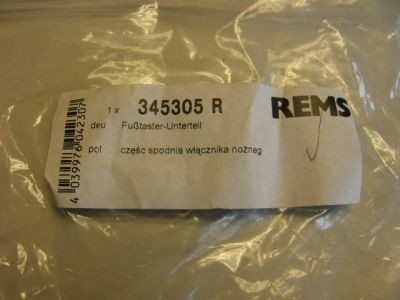 1 x 345305 R
REMS
deu Fußtaster-Unterteil
pol część spodnia włącznika nożneg
4 039976 042307